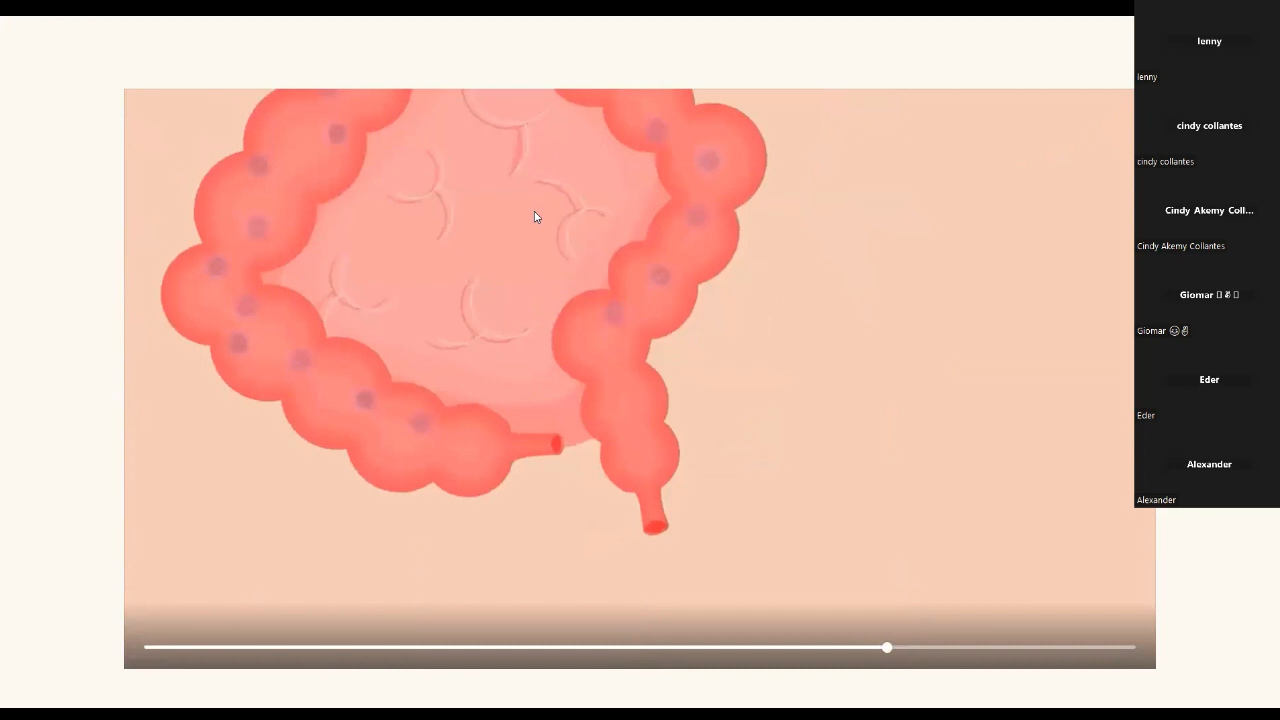 lenny
lenny
cindy collantes
cindy collantes
Cindy Akemy Coll...
Cindy Akemy Collantes
Giomar
Giomar 😊✌
Eder
Eder
Alexander
Alexander